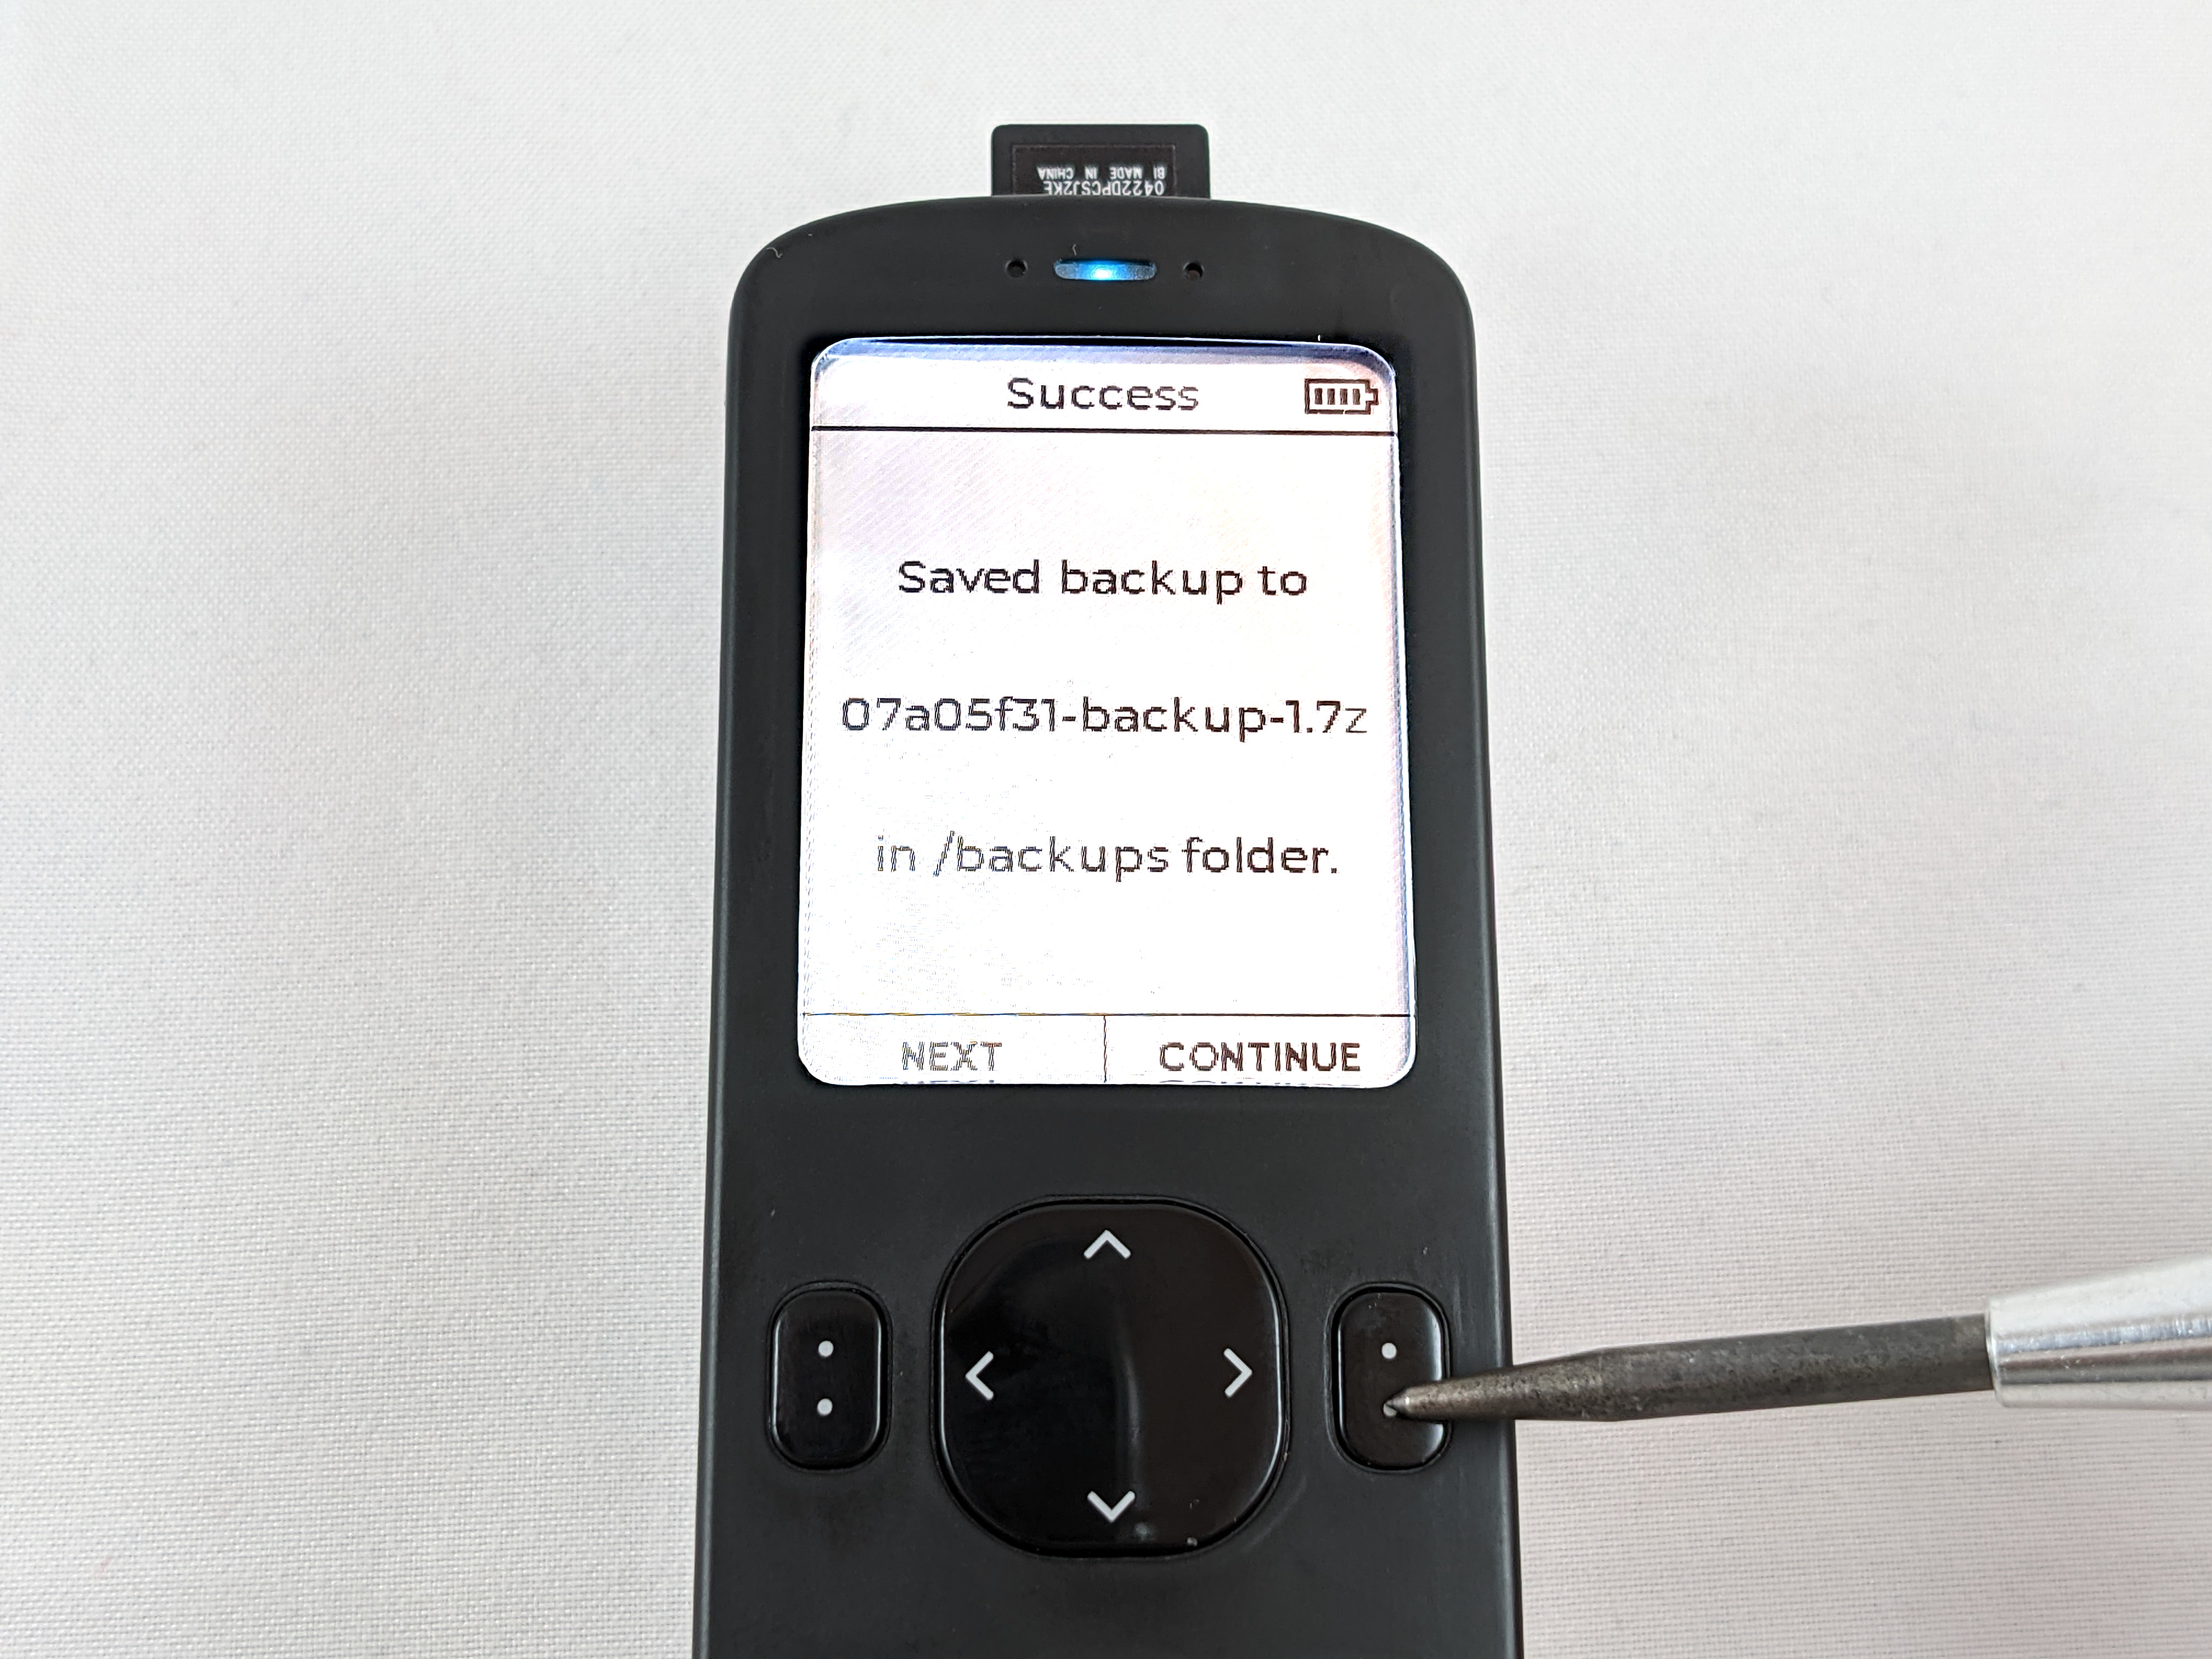 BI MADE IN CHINA
0422DPCSJ2KE
Success
Saved backup to
07a05f31-backup-1.7z
in /backups folder.
NEXT CONTINUE